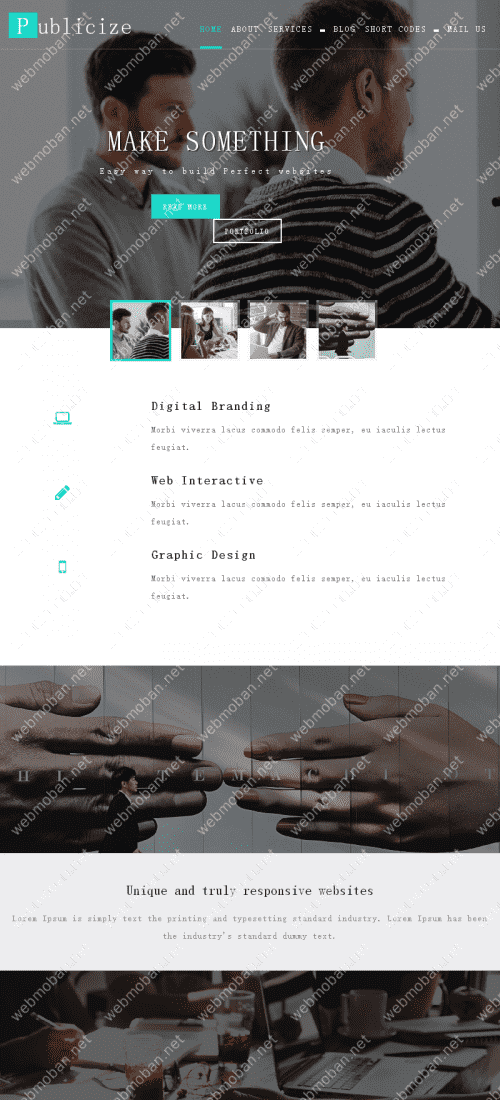 Publicize
HOME ABOUT SERVICES BLOG SHORT CODES MAIL US
MAKE SOMETHING
Easy way to build Perfect websites
READ MORE
PORTFOLIO
Digital Branding
Morbi viverra lacus commodo felis semper, eu iaculis lectus
feugiat.
Web Interactive
Morbi viverra lacus commodo felis semper, eu iaculis lectus
feugiat.
Graphic Design
Morbi viverra lacus commodo felis semper, eu iaculis lectus
feugiat.
Unique and truly responsive websites
Lorem Ipsum is simply text the printing and typesetting standard industry. Lorem Ipsum has been
the industry's standard dummy text.
webmoban.net